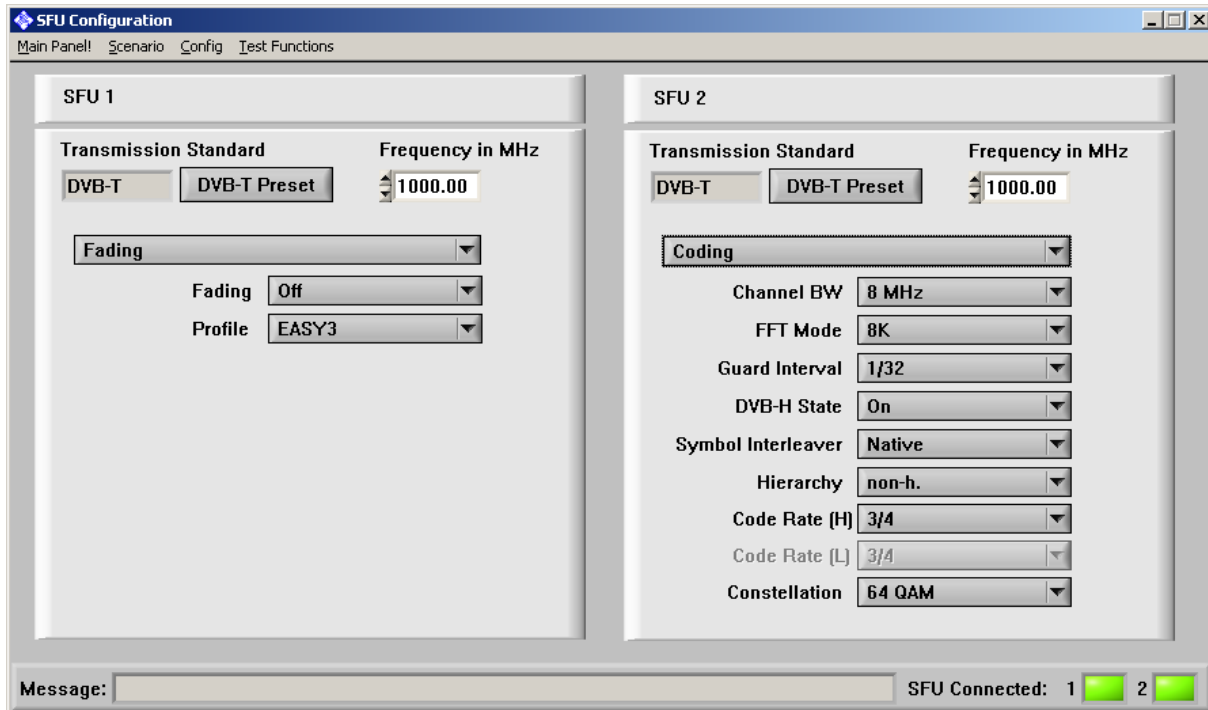 SFU Configuration
Main Panel! Scenario Config Test Functions
SFU 1
Transmission Standard Frequency in MHz
DVB-T DVB-T Preset 1000.00
Fading
Fading Off
Profile EASY3
SFU 2
Transmission Standard Frequency in MHz
DVB-T DVB-T Preset 1000.00
Coding
Channel BW 8 MHz
FFT Mode 8K
Guard Interval 1/32
DVB-H State On
Symbol Interleaver Native
Hierarchy non-h.
Code Rate (H) 3/4
Code Rate (L) 3/4
Constellation 64 QAM
Message: SFU Connected: 1 2